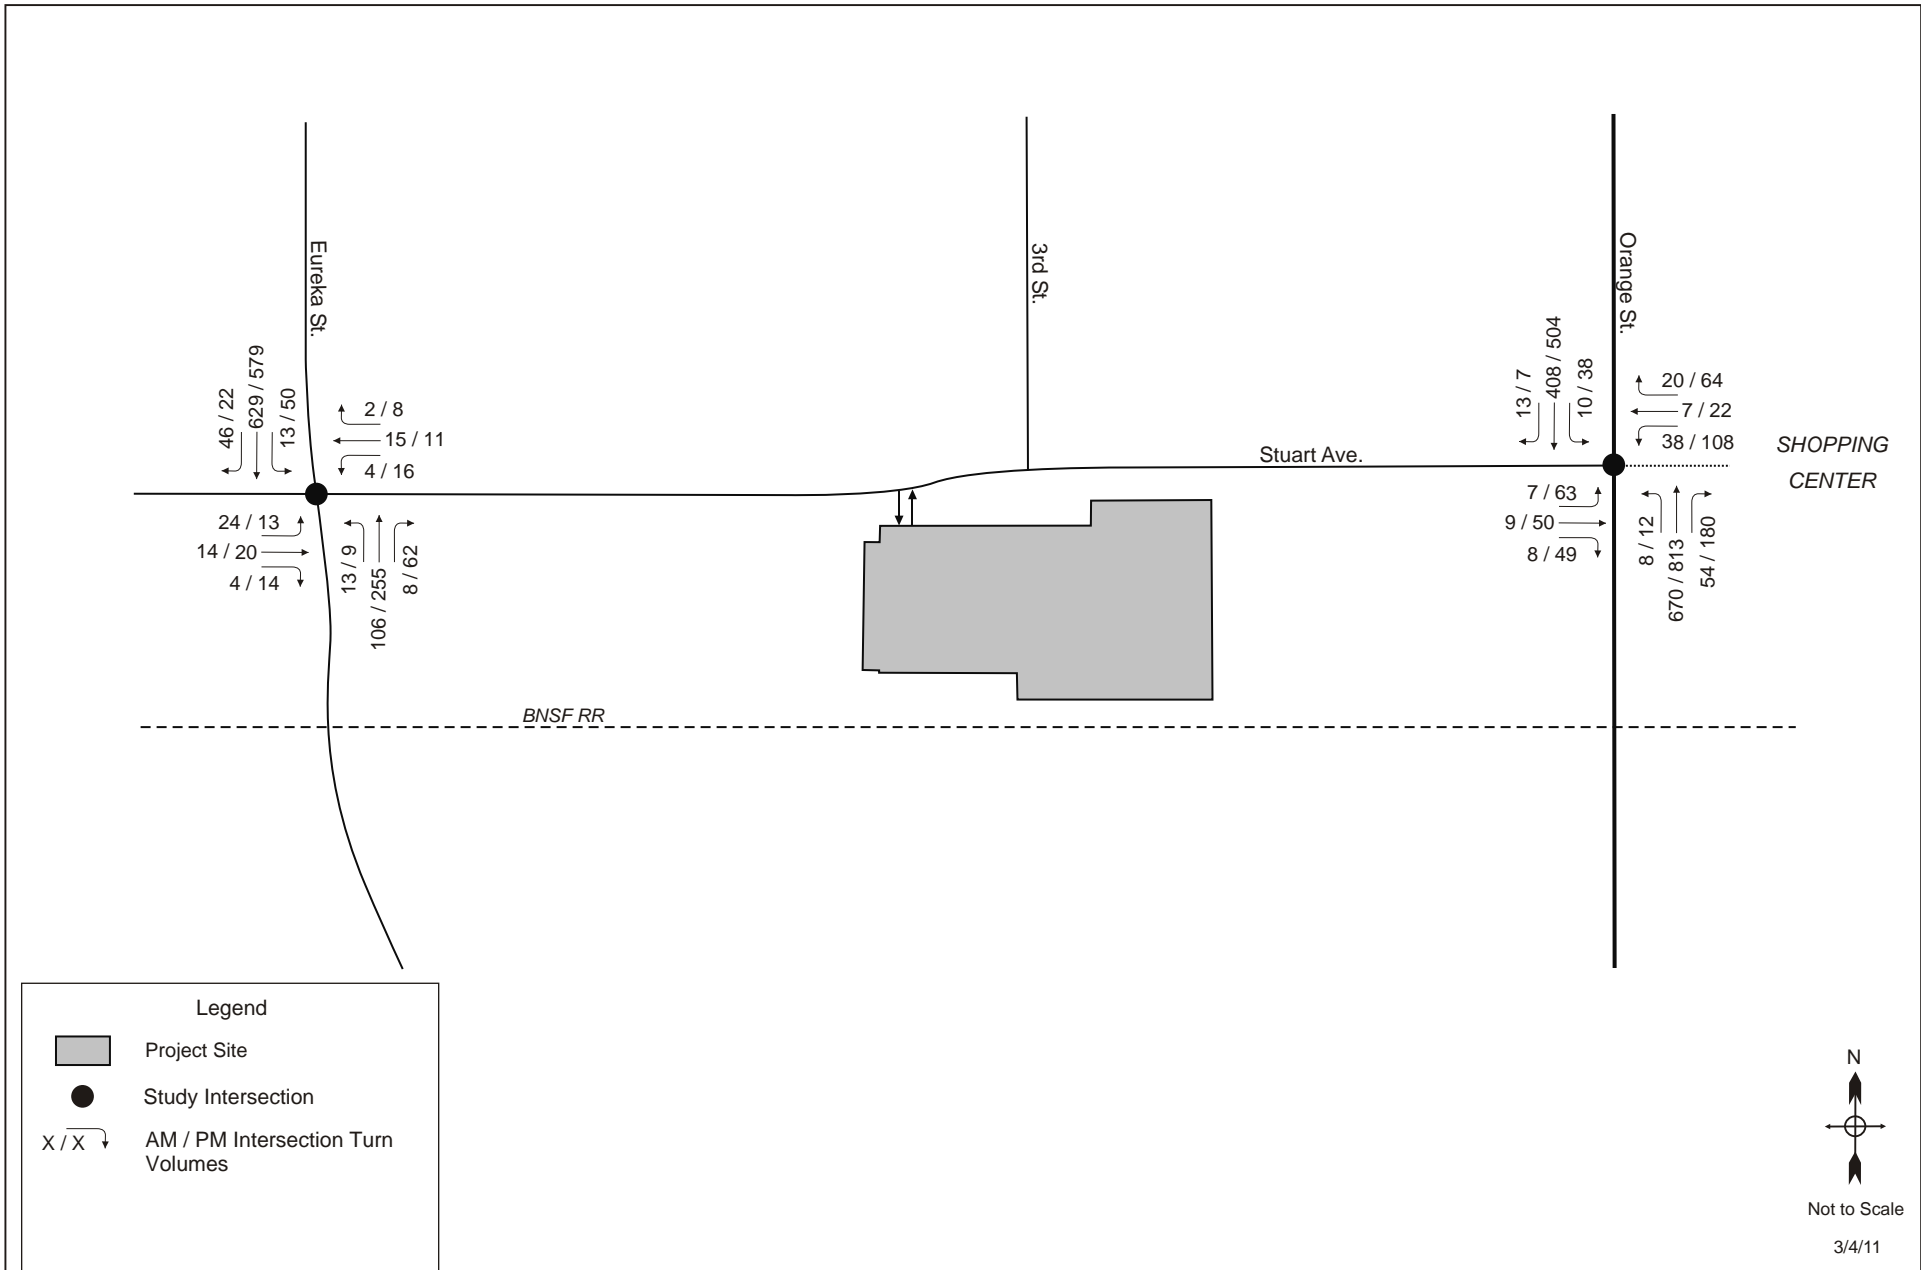 Eureka St.
3rd St.
Orange St.
46 / 22
629 / 579
13 / 50
2 / 8
15 / 11
4 / 16
24 / 13
14 / 20
4 / 14
13 / 9
106 / 255
8 / 62
Stuart Ave.
13 / 7
408 / 504
10 / 38
20 / 64
7 / 22
38 / 108
7 / 63
9 / 50
8 / 49
8 / 12
670 / 813
54 / 180
SHOPPING
CENTER
BNSF RR
Legend
Project Site
Study Intersection
X / X
AM / PM Intersection Turn
Volumes
N
Not to Scale
3/4/11